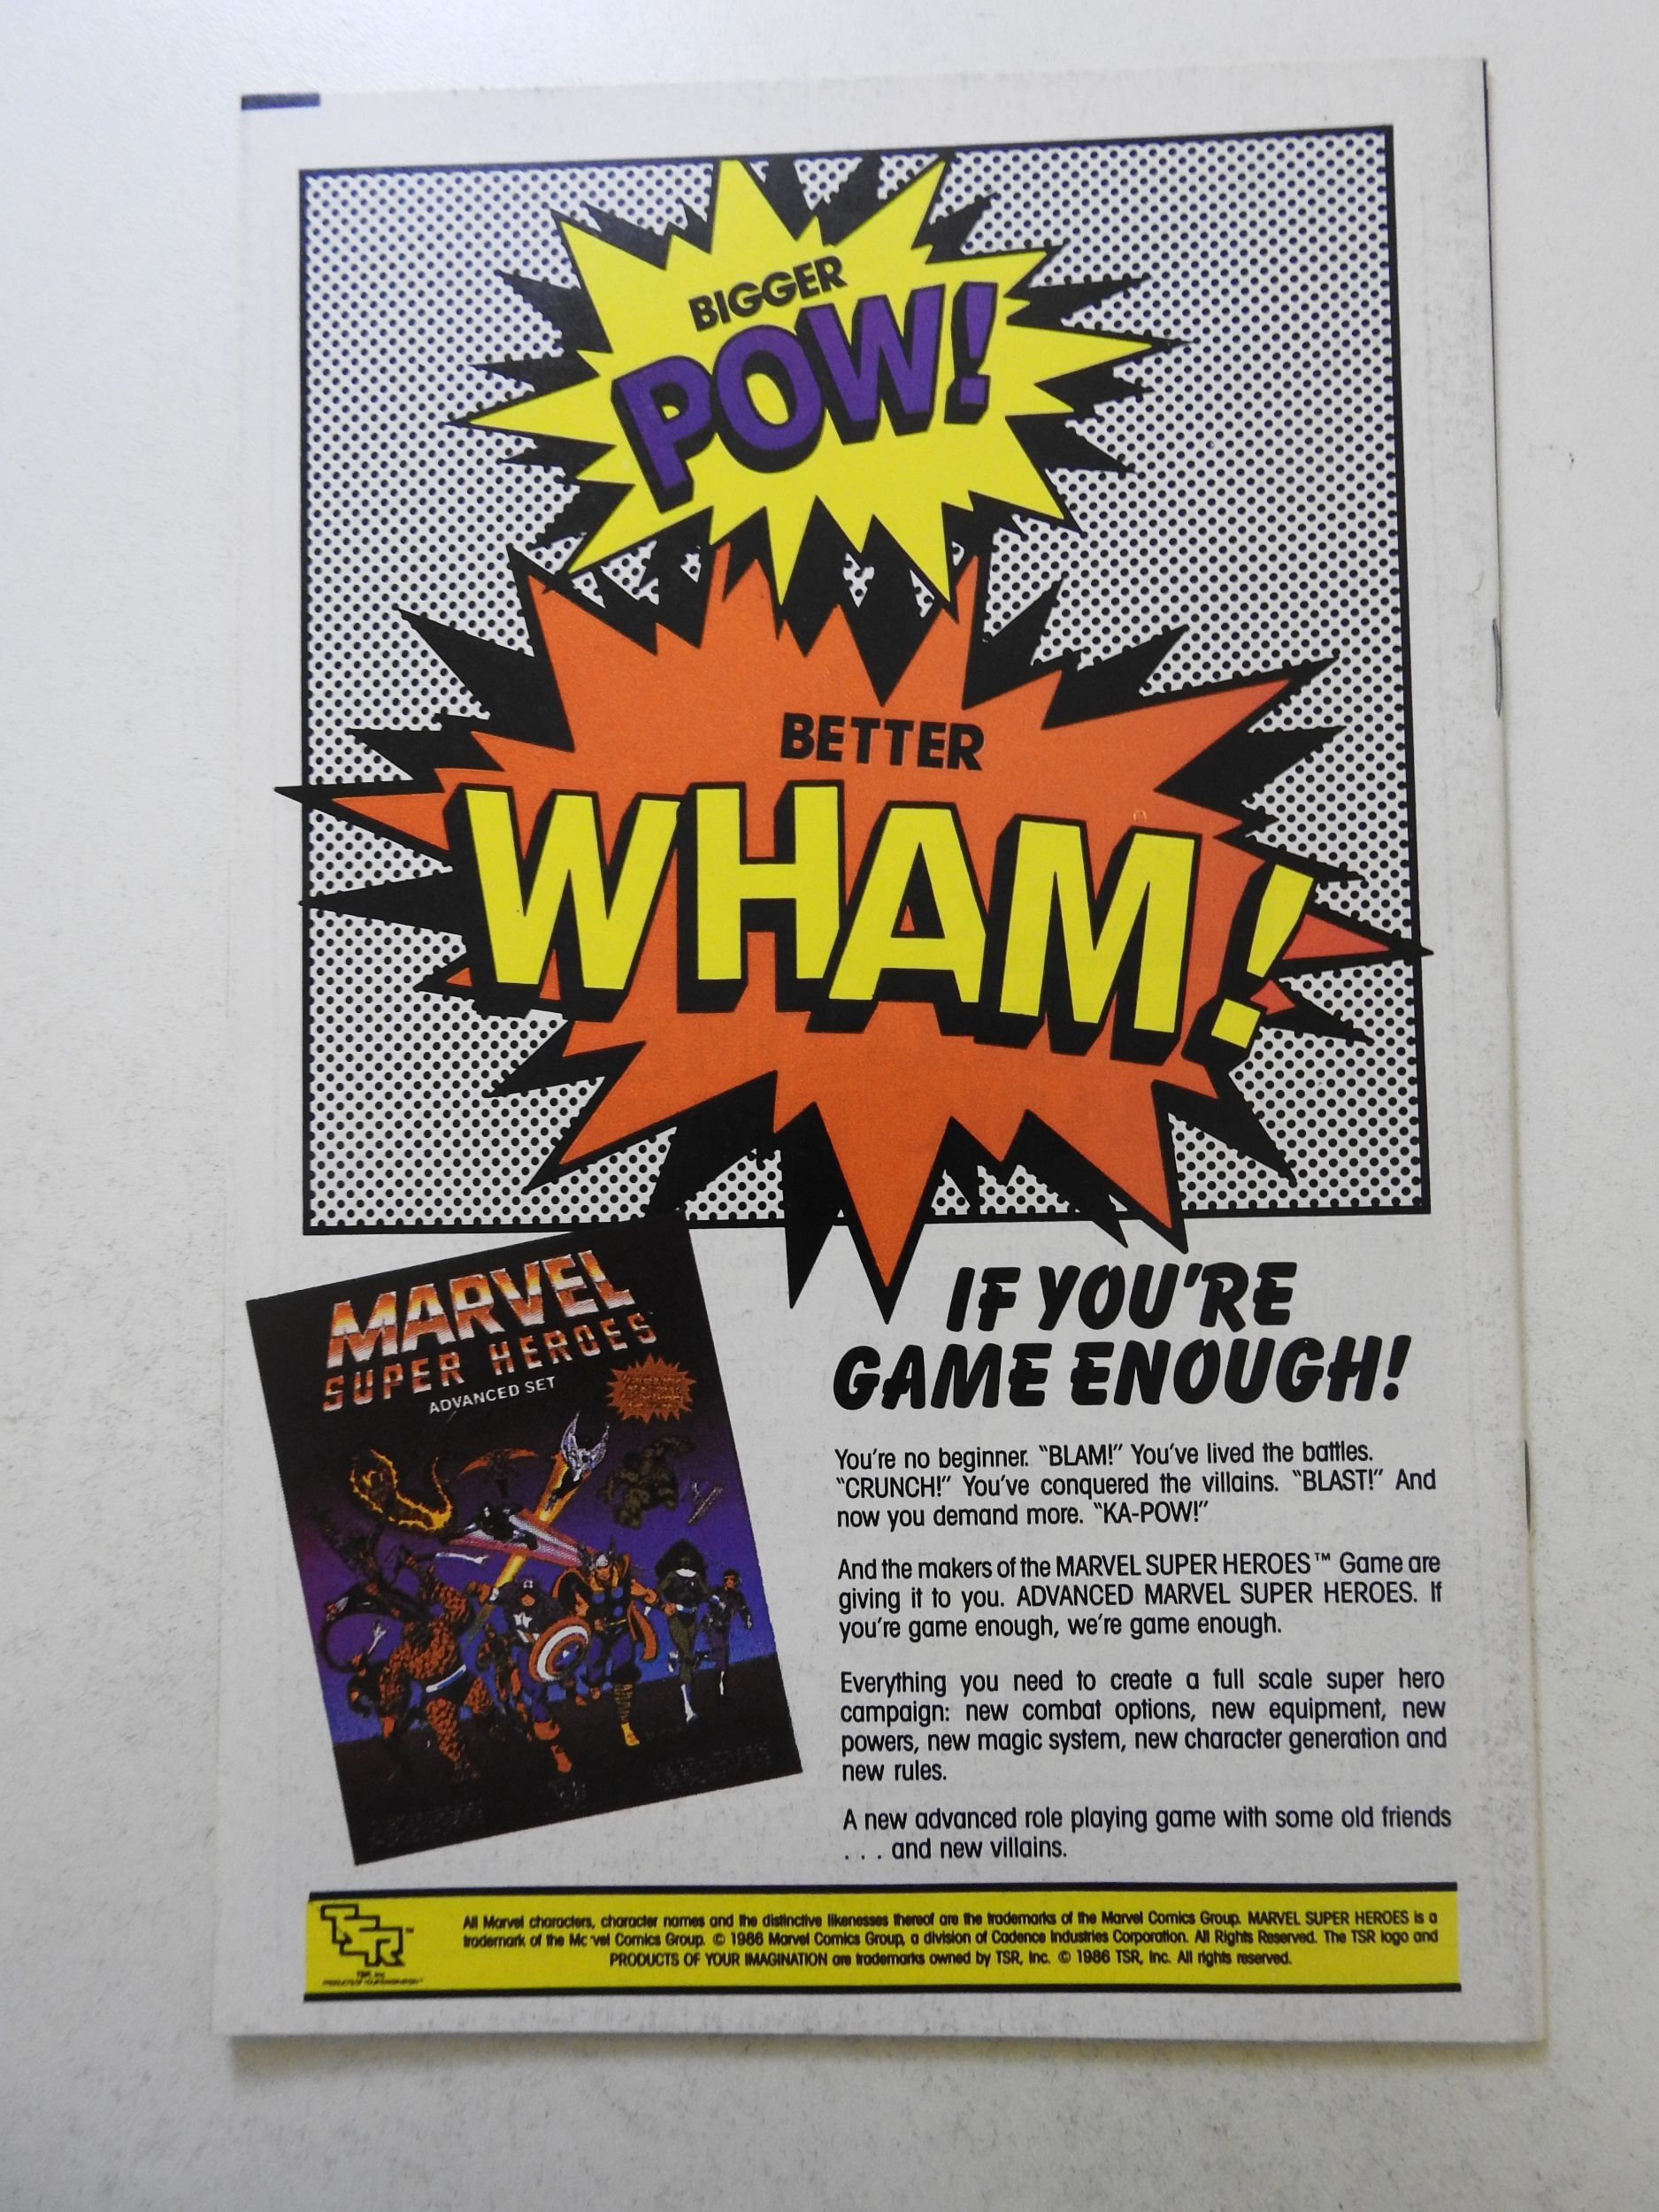 BIGGER
POW!
BETTER
WHAM!
MARVEL
SUPER HEROES
ADVANCED SET
IF YOU'RE
GAME ENOUGH!
You're no beginner. “BLAM!” You've lived the battles.
“CRUNCH!” You've conquered the villains. “BLAST!” And
now you demand more. “KA-POW!”
And the makers of the MARVEL SUPER HEROES™ Game are
giving it to you. ADVANCED MARVEL SUPER HEROES. If
you're game enough, we're game enough.
Everything you need to create a full scale super hero
campaign: new combat options, new equipment, new
powers, new magic system, new character generation and
new rules.
A new advanced role playing game with some old friends
. . . and new villains.
TSR™
TSR, Inc.
PRODUCTS OF YOUR IMAGINATION™
All Marvel characters, character names and the distinctive likenesses thereof are the trademarks of the Marvel Comics Group. MARVEL SUPER HEROES is a
trademark of the Mc vel Comics Group. © 1986 Marvel Comics Group, a division of Cadence Industries Corporation. All Rights Reserved. The TSR logo and
PRODUCTS OF YOUR IMAGINATION are trademarks owned by TSR, Inc. © 1986 TSR, Inc. All rights reserved.